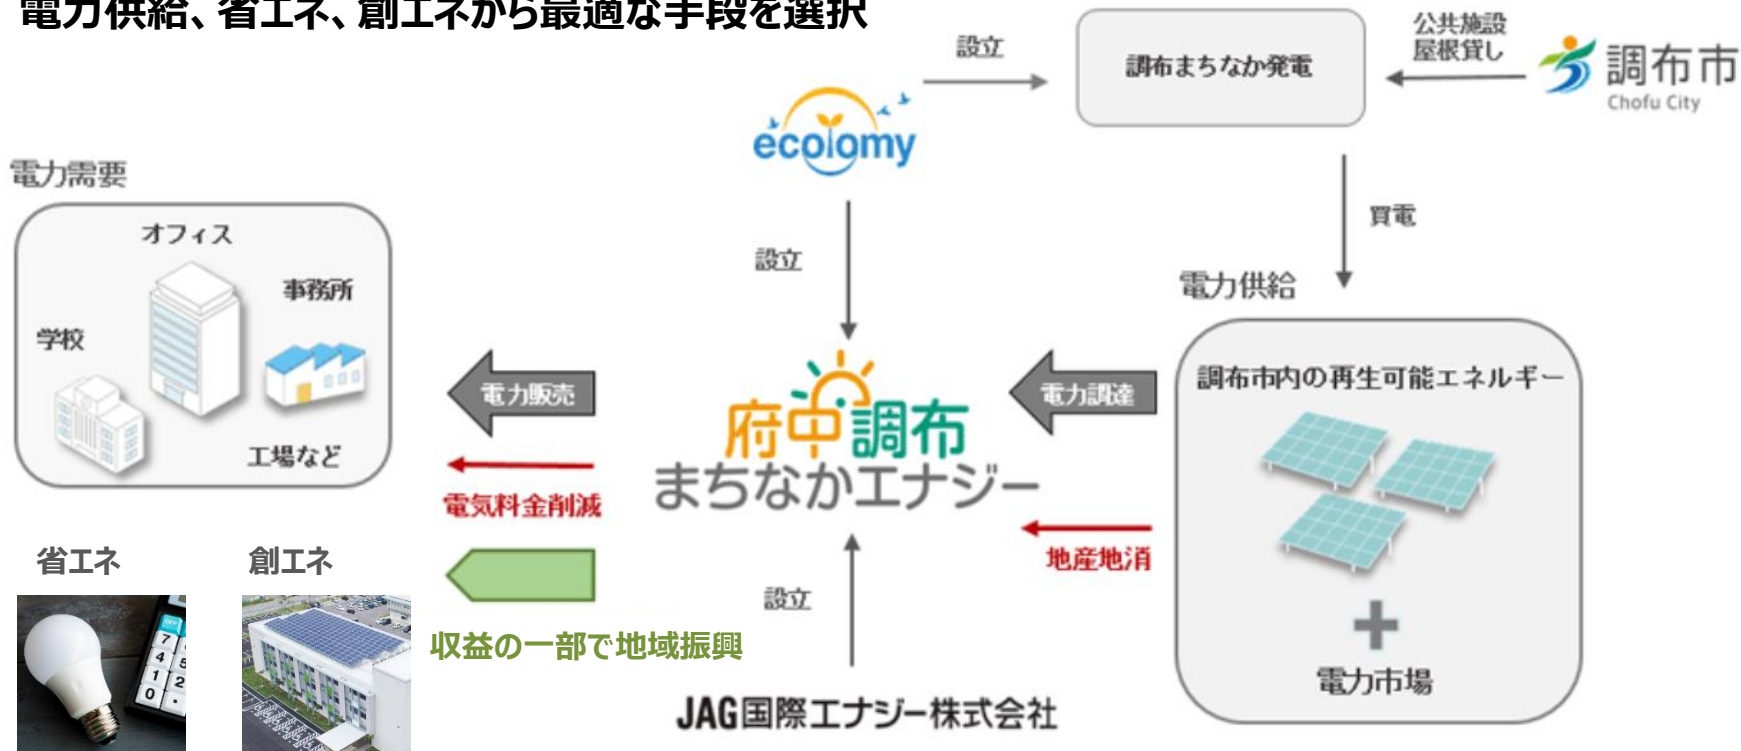 電力供給、省エネ、創エネから最適な手段を選択
設立
調布まちなか発電
公共施設
屋根貸し
調布市
Chofu City
ecolomy
電力需要
オフィス
事務所
学校
工場など
設立
買電
電力供給
調布市内の再生可能エネルギー
電力販売
電気料金削減
府中調布
まちなかエナジー
電力調達
地産地消
省エネ
創エネ
収益の一部で地域振興
設立
JAG国際エナジー株式会社
+
電力市場
OFF
7
4
5
1
2
0